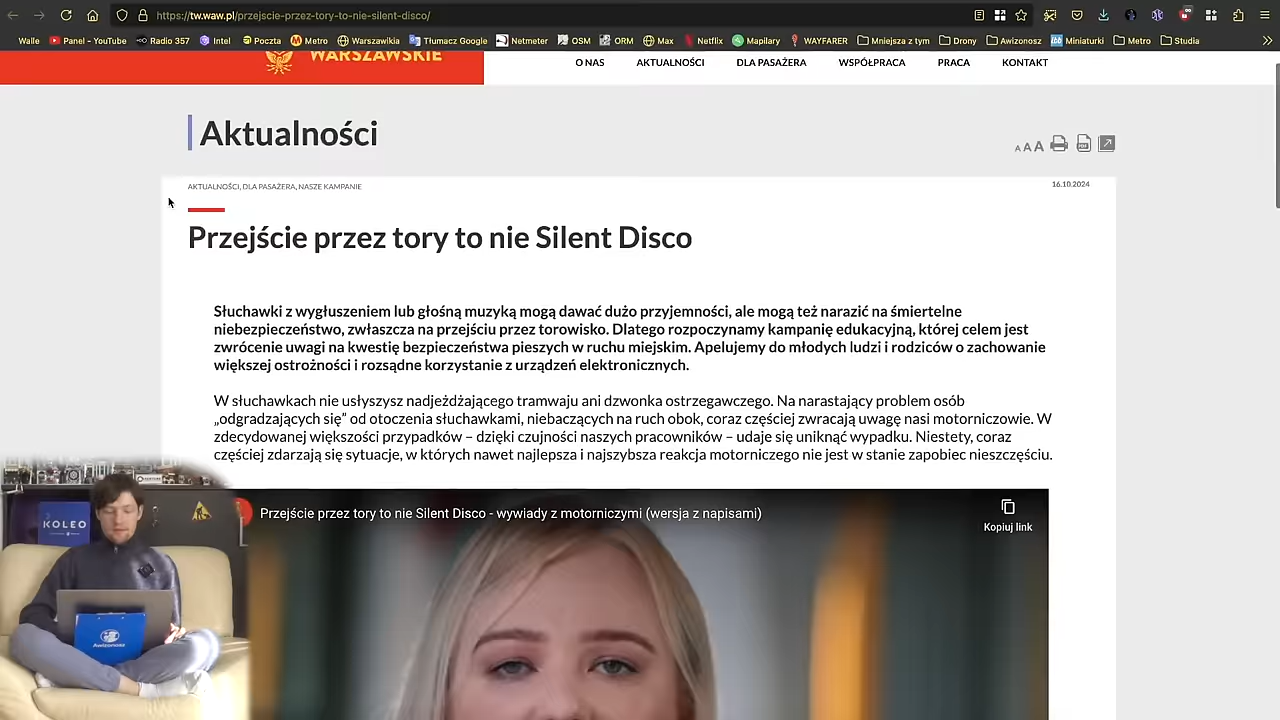 https://tw.waw.pl/przejscie-przez-tory-to-nie-silent-disco/
Walle Panel - YouTube Radio 357 Intel Poczta Metro Warszawikia Tłumacz Google Netmeter OSM ORM Max Netflix Mapillary WAYFARER Mniejsza z tym Drony Awizonosz Miniaturki Metro Studia
WARSZAWSKIE
O NAS AKTUALNOŚCI DLA PASAŻERA WSPÓŁPRACA PRACA KONTAKT
Aktualności
A A A
AKTUALNOŚCI, DLA PASAŻERA, NASZE KAMPANIE
16.10.2024
Przejście przez tory to nie Silent Disco
Słuchawki z wygłuszeniem lub głośną muzyką mogą dawać dużo przyjemności, ale mogą też narazić na śmiertelne
niebezpieczeństwo, zwłaszcza na przejściu przez torowisko. Dlatego rozpoczynamy kampanię edukacyjną, której celem jest
zwrócenie uwagi na kwestię bezpieczeństwa pieszych w ruchu miejskim. Apelujemy do młodych ludzi i rodziców o zachowanie
większej ostrożności i rozsądne korzystanie z urządzeń elektronicznych.
W słuchawkach nie usłyszysz nadjeżdżającego tramwaju ani dzwonka ostrzegawczego. Na narastający problem osób
„odgradzających się” od otoczenia słuchawkami, niebaczących na ruch obok, coraz częściej zwracają uwagę nasi motorniczowie. W
zdecydowanej większości przypadków – dzięki czujności naszych pracowników – udaje się uniknąć wypadku. Niestety, coraz
częściej zdarzają się sytuacje, w których nawet najlepsza i najszybsza reakcja motorniczego nie jest w stanie zapobiec nieszczęściu.
Przejście przez tory to nie Silent Disco - wywiady z motorniczymi (wersja z napisami)
Kopiuj link
KOLEO
Awizonosz